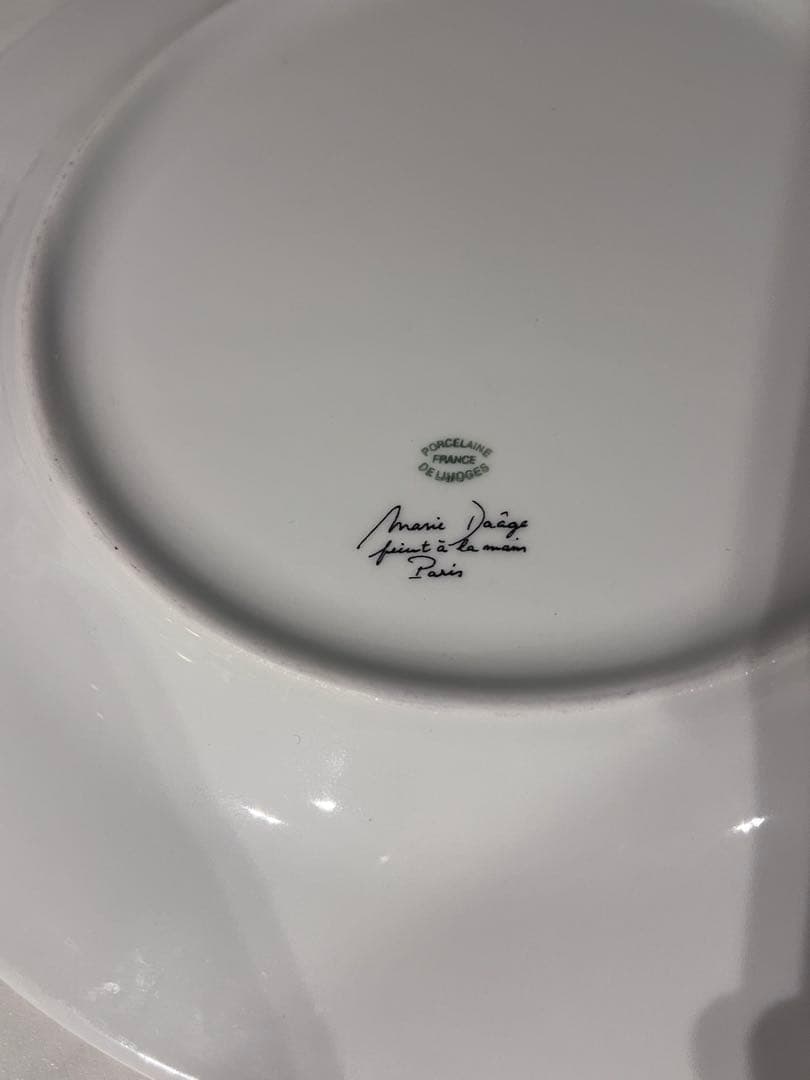 PORCELAINE
FRANCE
DE LIMOGES
Marie Daâge
peint à la main
Paris